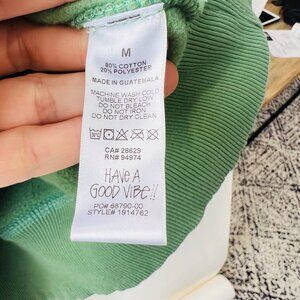 M
80% COTTON
20% POLYESTER
MADE IN GUATEMALA
MACHINE WASH COLD
TUMBLE DRY LOW
DO NOT BLEACH
DO NOT IRON
DO NOT DRY CLEAN
CA# 28629
RN# 94974
HAVE A
GOOD VIBE!!
PO# 68790-00
STYLE# 1914762